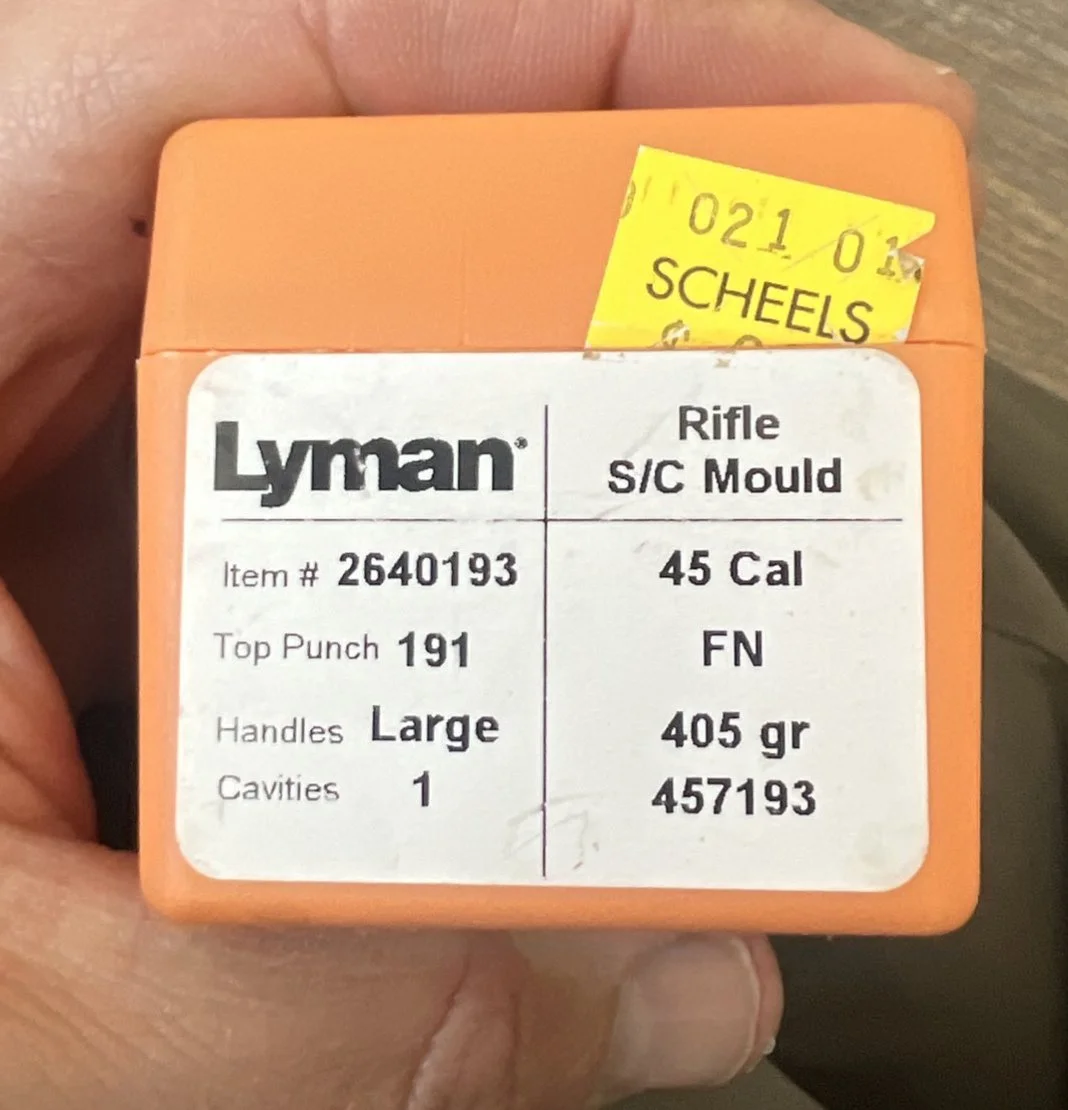 021 01
SCHEELS
Lyman®
Rifle
S/C Mould
Item # 2640193
45 Cal
Top Punch 191
FN
Handles Large
405 gr
Cavities 1
457193